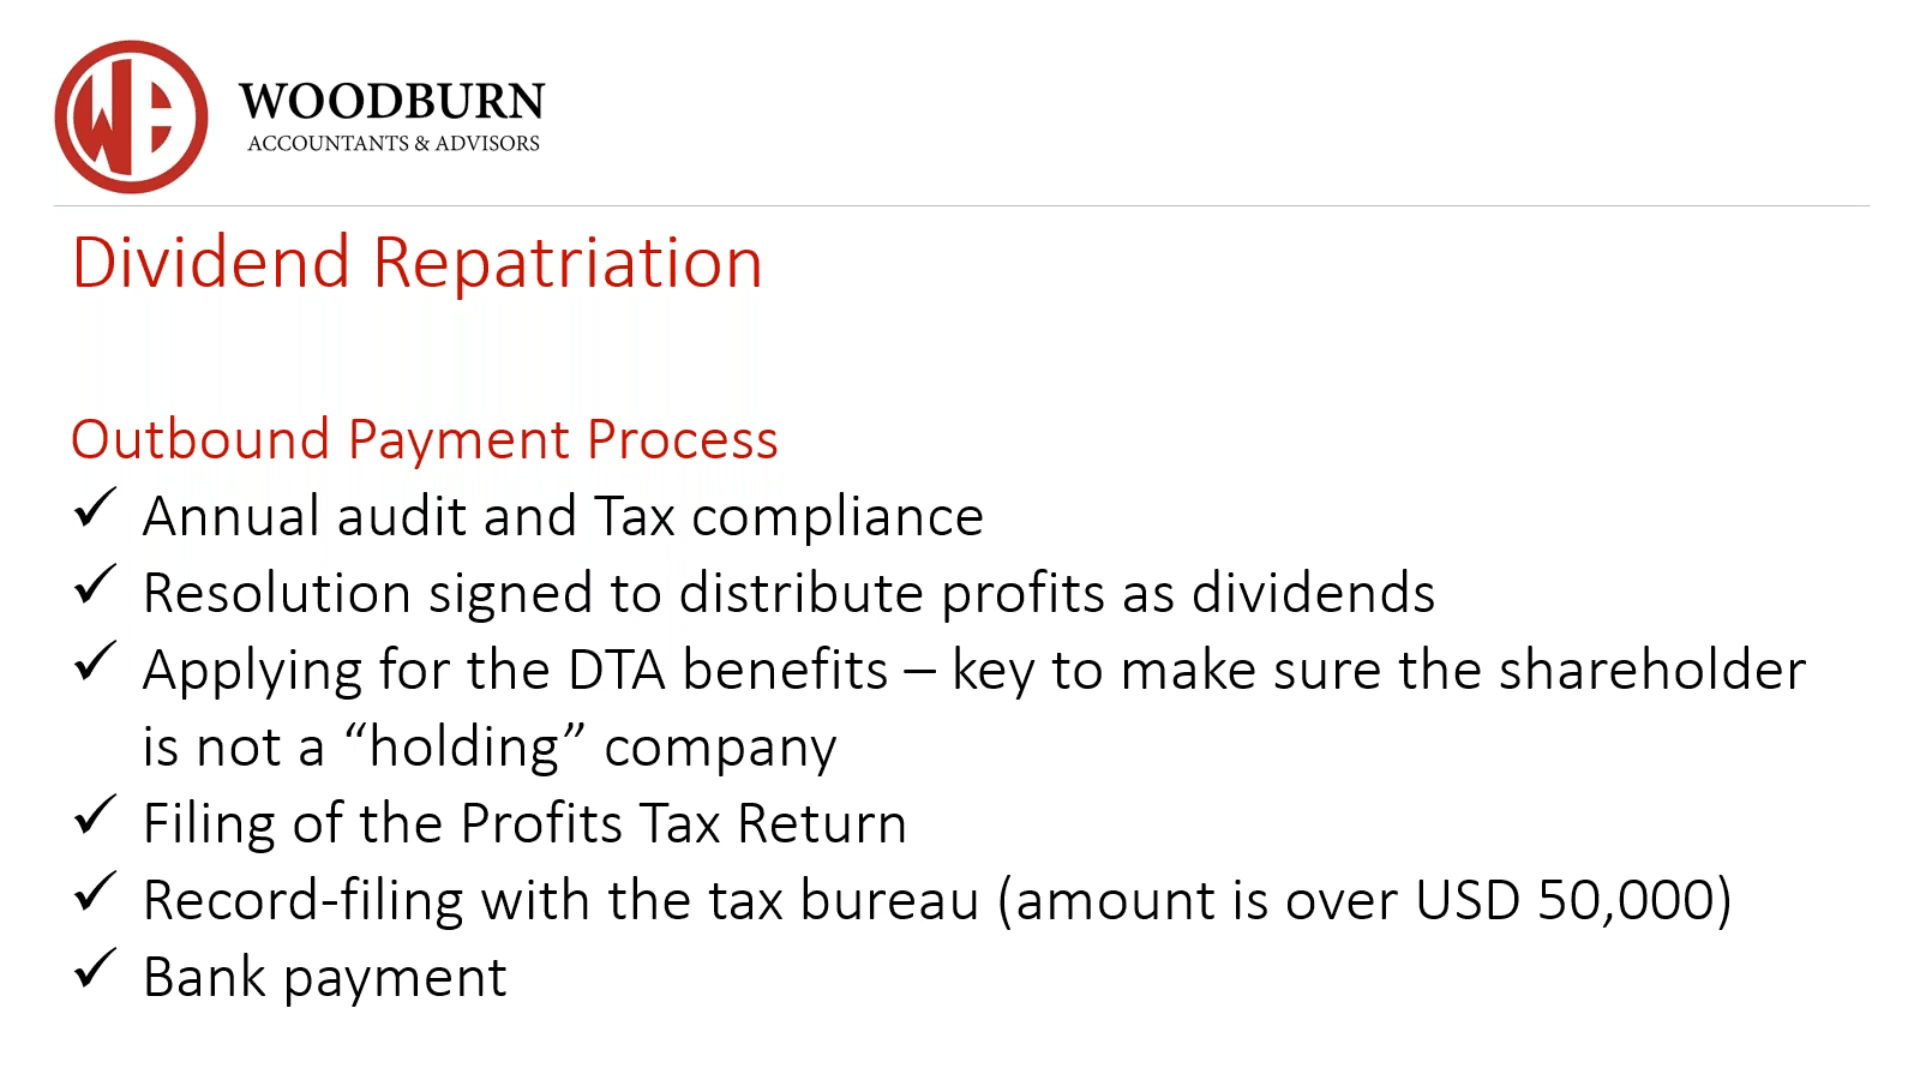 WOODBURN
ACCOUNTANTS & ADVISORS
Dividend Repatriation
Outbound Payment Process
✓ Annual audit and Tax compliance
✓ Resolution signed to distribute profits as dividends
✓ Applying for the DTA benefits – key to make sure the shareholder
is not a “holding” company
✓ Filing of the Profits Tax Return
✓ Record-filing with the tax bureau (amount is over USD 50,000)
✓ Bank payment